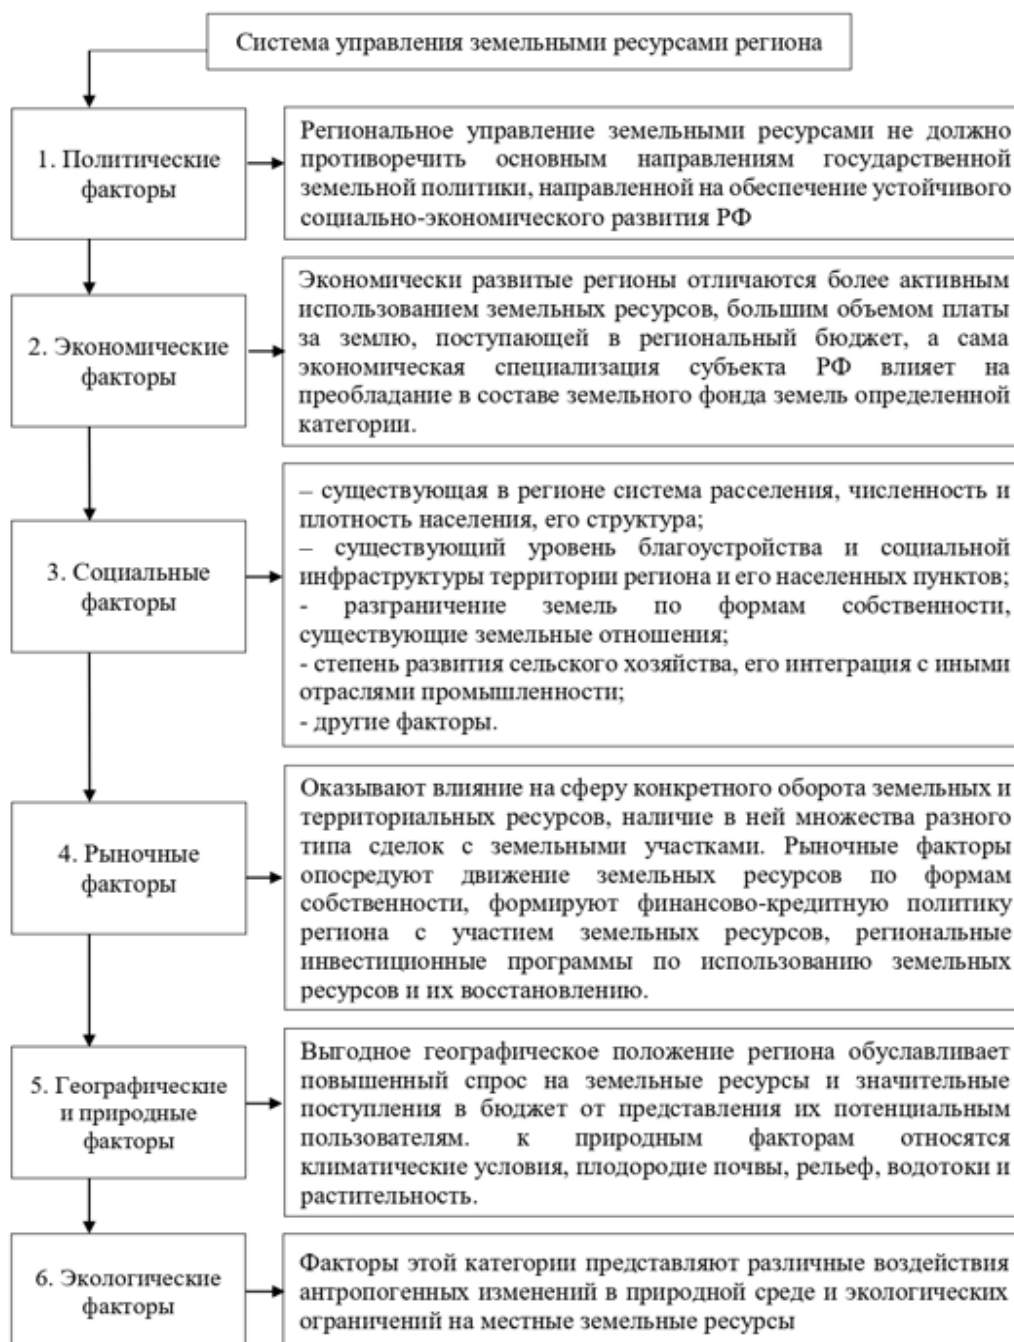 Система управления земельными ресурсами региона
1. Политические
факторы
Региональное управление земельными ресурсами не должно
противоречить основным направлениям государственной
земельной политики, направленной на обеспечение устойчивого
социально-экономического развития РФ
2. Экономические
факторы
Экономически развитые регионы отличаются более активным
использованием земельных ресурсов, большим объемом платы
за землю, поступающей в региональный бюджет, а сама
экономическая специализация субъекта РФ влияет на
преобладание в составе земельного фонда земель определенной
категории.
3. Социальные
факторы
– существующая в регионе система расселения, численность и
плотность населения, его структура;
– существующий уровень благоустройства и социальной
инфраструктуры территории региона и его населенных пунктов;
- разграничение земель по формам собственности,
существующие земельные отношения;
- степень развития сельского хозяйства, его интеграция с иными
отраслями промышленности;
- другие факторы.
4. Рыночные
факторы
Оказывают влияние на сферу конкретного оборота земельных и
территориальных ресурсов, наличие в ней множества разного
типа сделок с земельными участками. Рыночные факторы
опосредуют движение земельных ресурсов по формам
собственности, формируют финансово-кредитную политику
региона с участием земельных ресурсов, региональные
инвестиционные программы по использованию земельных
ресурсов и их восстановлению.
5. Географические
и природные
факторы
Выгодное географическое положение региона обуславливает
повышенный спрос на земельные ресурсы и значительные
поступления в бюджет от представления их потенциальным
пользователям. к природным факторам относятся
климатические условия, плодородие почвы, рельеф, водотоки и
растительность.
6. Экологические
факторы
Факторы этой категории представляют различные воздействия
антропогенных изменений в природной среде и экологических
ограничений на местные земельные ресурсы